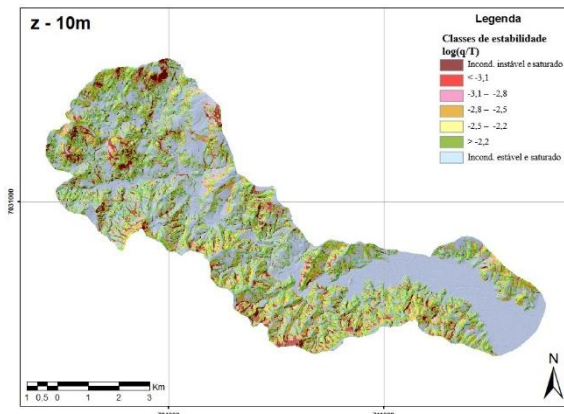 z - 10m
Legenda
Classes de estabilidade
log(q/T)
Incond. instável e saturado
< -3,1
-3,1 – -2,8
-2,8 – -2,5
-2,5 – -2,2
> -2,2
Incond. estável e saturado
N
Km
1 0.5 0 1 2 3